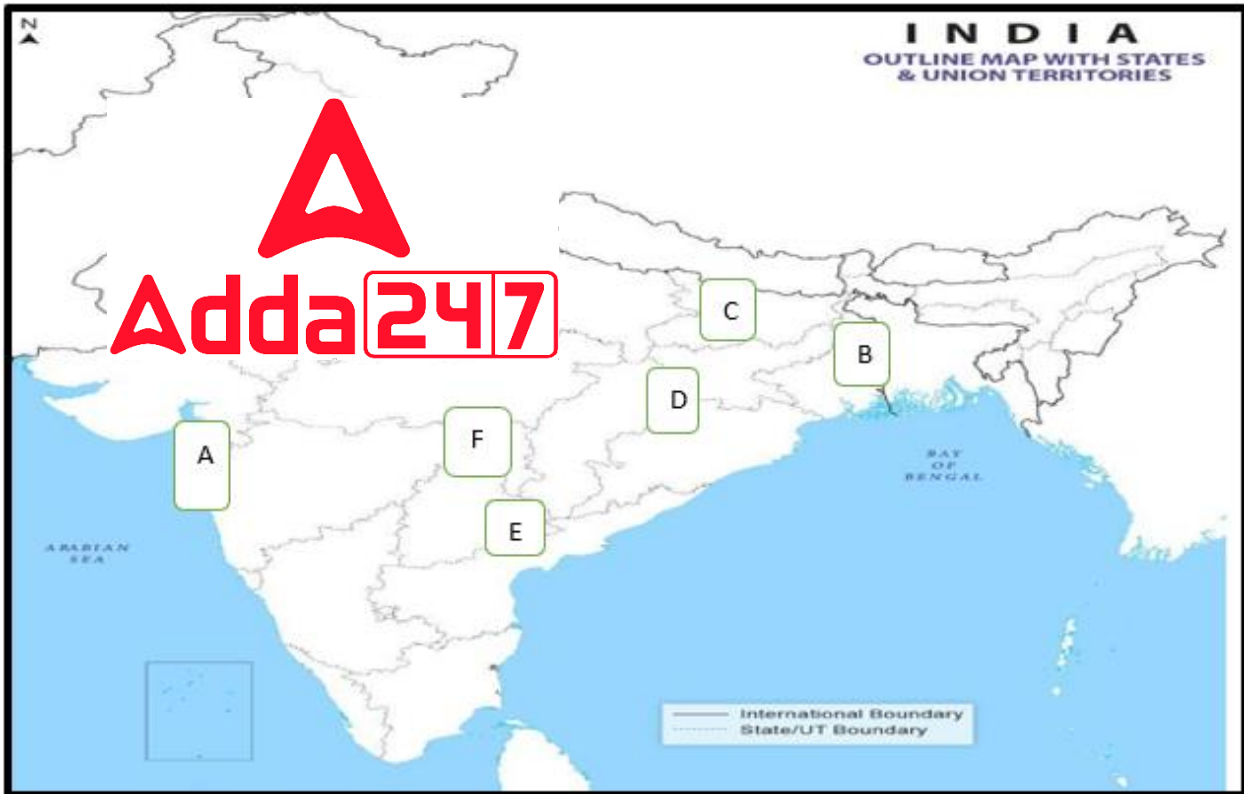 N
INDIA
OUTLINE MAP WITH STATES
& UNION TERRITORIES
Adda247
C
B
D
F
A
E
BAY
OF
BENGAL
ARABIAN
SEA
International Boundary
State/UT Boundary